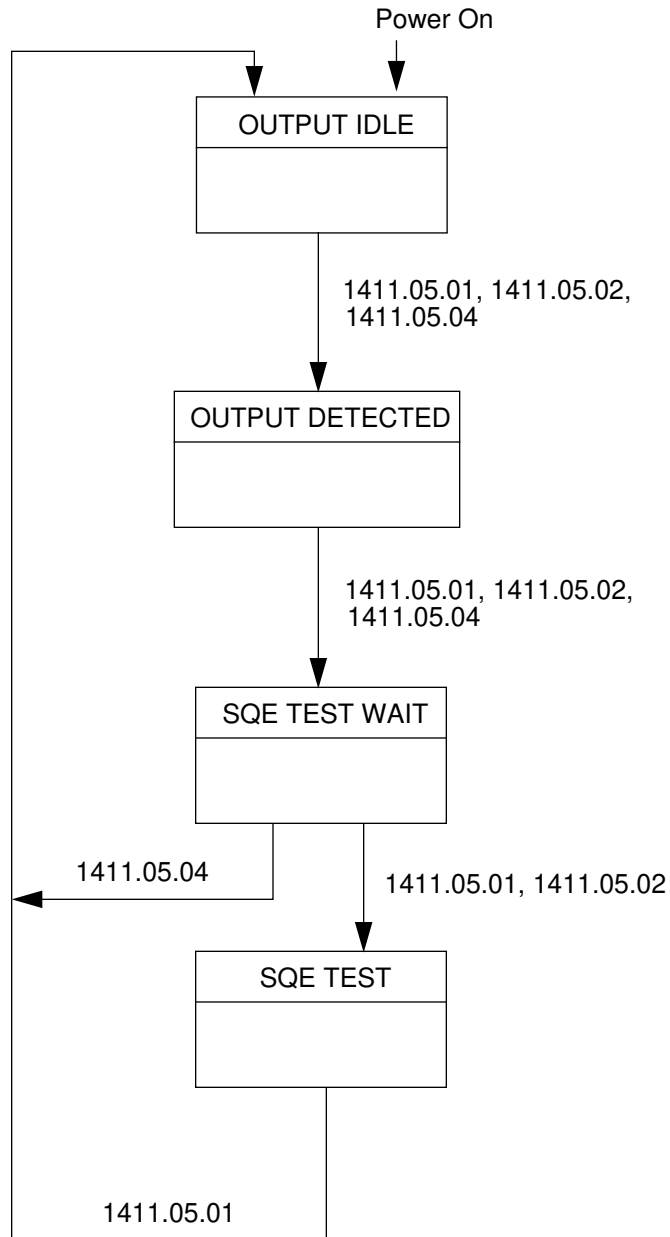 Power On
OUTPUT IDLE
1411.05.01, 1411.05.02,
1411.05.04
OUTPUT DETECTED
1411.05.01, 1411.05.02,
1411.05.04
SQE TEST WAIT
1411.05.04
1411.05.01, 1411.05.02
SQE TEST
1411.05.01